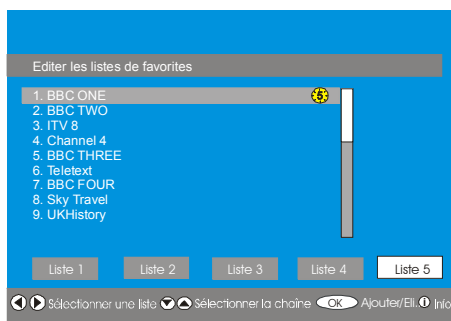 Editer les listes de favorites
1. BBC ONE 5
2. BBC TWO
3. ITV 8
4. Channel 4
5. BBC THREE
6. Teletext
7. BBC FOUR
8. Sky Travel
9. UKHistory
Liste 1 Liste 2 Liste 3 Liste 4 Liste 5
Sélectionner une liste Sélectionner la chaîne OK Ajouter/Eli. i Info